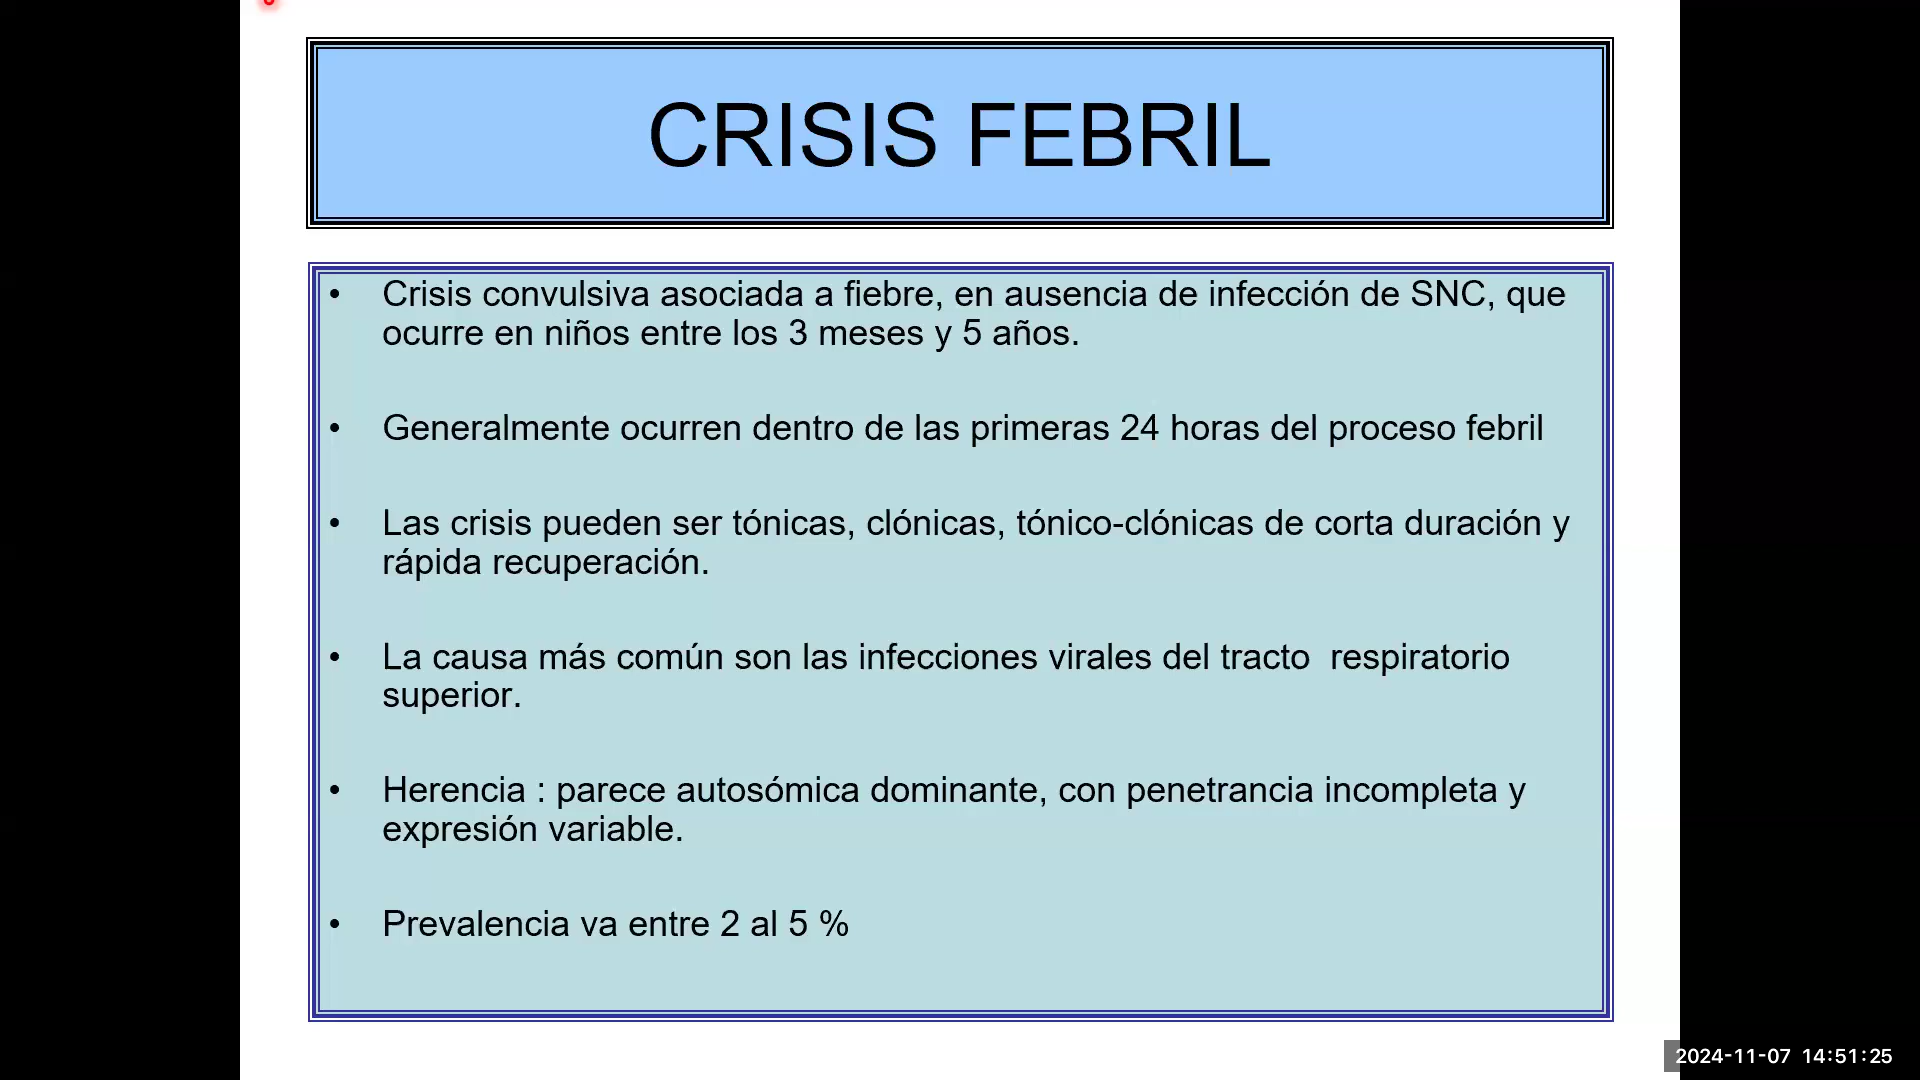 CRISIS FEBRIL
• Crisis convulsiva asociada a fiebre, en ausencia de infección de SNC, que
ocurre en niños entre los 3 meses y 5 años.
• Generalmente ocurren dentro de las primeras 24 horas del proceso febril
• Las crisis pueden ser tónicas, clónicas, tónico-clónicas de corta duración y
rápida recuperación.
• La causa más común son las infecciones virales del tracto  respiratorio
superior.
• Herencia : parece autosómica dominante, con penetrancia incompleta y
expresión variable.
• Prevalencia va entre 2 al 5 %
2024-11-07 14:51:25